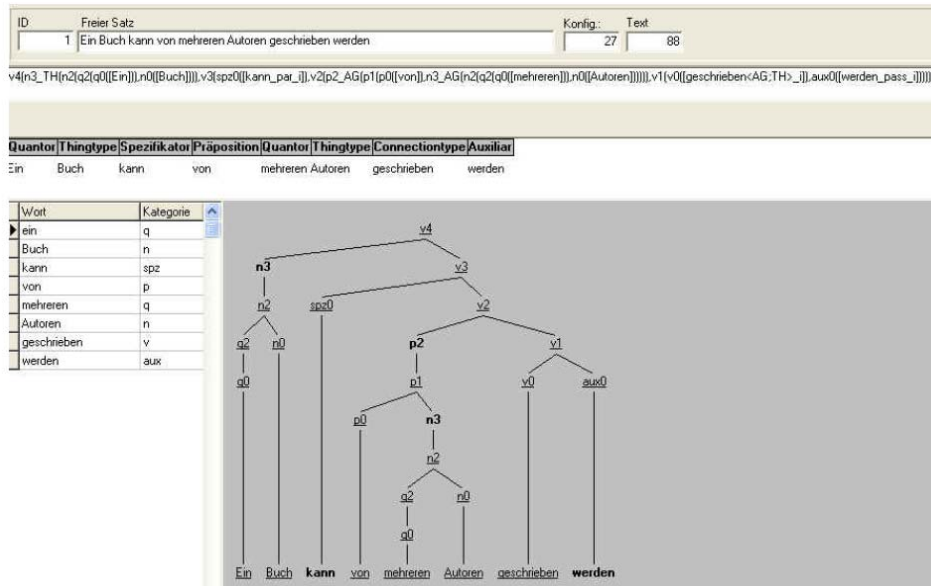 ID Freier Satz Konfig.: Text
1 Ein Buch kann von mehreren Autoren geschrieben werden 27 88
v4(n3_TH(n2(q2(q0([Ein])),n0([Buch]))),v3(spz0([kann_par_i]),v2(p2_AG(p1(p0([von]),n3_AG(n2(q2(q0([mehreren])),n0([Autoren]))))),v1(v0([geschrieben<AG;TH>_i]),aux0([werden_pass_i])))))
Quantor Thingtype Spezifikator Präposition Quantor Thingtype Connectiontype Auxiliar
Ein Buch kann von mehreren Autoren geschrieben werden
Wort Kategorie
ein q
Buch n
kann spz
von p
mehreren q
Autoren n
geschrieben v
werden aux
v4
n3 v3
n2 spz0 v2
q2 n0 p2 v1
q0 p1 v0 aux0
p0 n3
n2
q2 n0
q0
Ein Buch kann von mehreren Autoren geschrieben werden